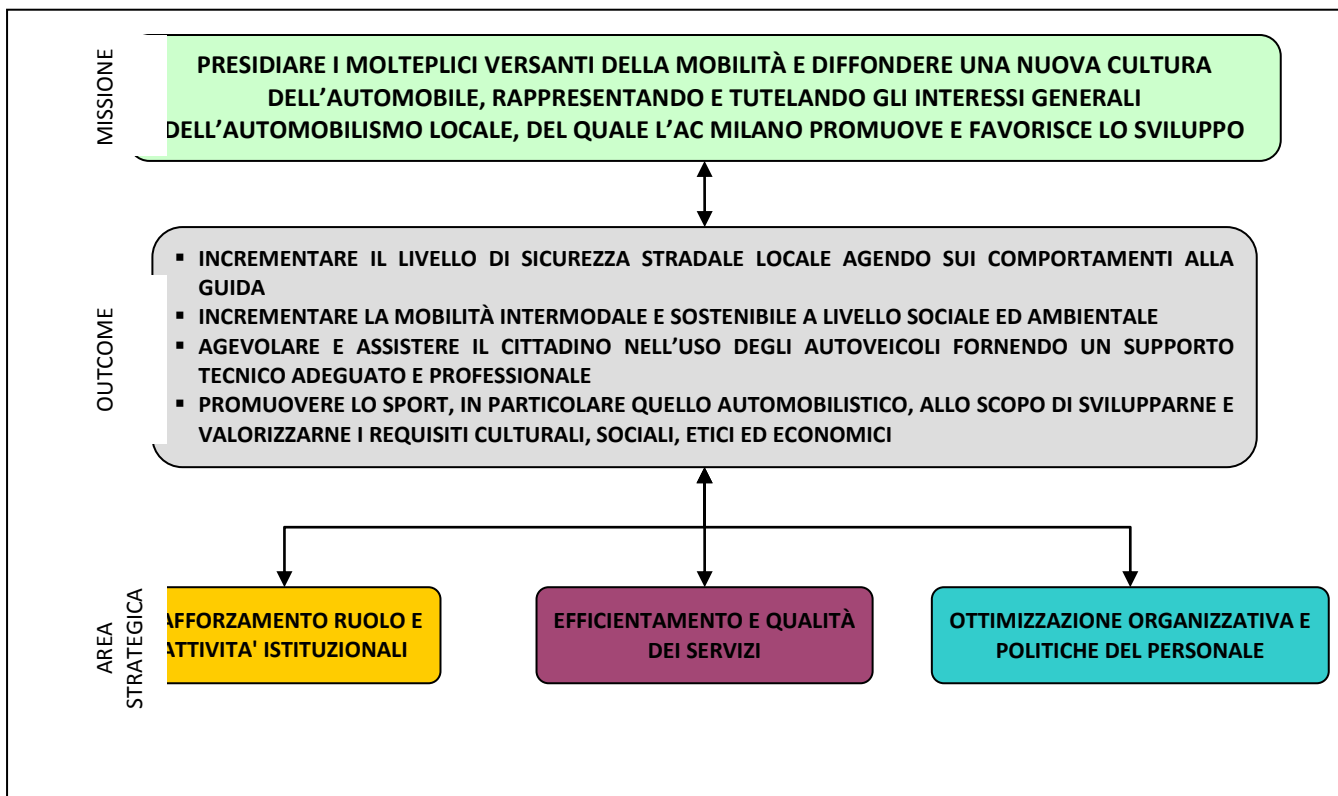 MISSIONE
PRESIDIARE I MOLTEPLICI VERSANTI DELLA MOBILITÀ E DIFFONDERE UNA NUOVA CULTURA
DELL’AUTOMOBILE, RAPPRESENTANDO E TUTELANDO GLI INTERESSI GENERALI
DELL’AUTOMOBILISMO LOCALE, DEL QUALE L’AC MILANO PROMUOVE E FAVORISCE LO SVILUPPO
OUTCOME
▪ INCREMENTARE IL LIVELLO DI SICUREZZA STRADALE LOCALE AGENDO SUI COMPORTAMENTI ALLA
GUIDA
▪ INCREMENTARE LA MOBILITÀ INTERMODALE E SOSTENIBILE A LIVELLO SOCIALE ED AMBIENTALE
▪ AGEVOLARE E ASSISTERE IL CITTADINO NELL’USO DEGLI AUTOVEICOLI FORNENDO UN SUPPORTO
TECNICO ADEGUATO E PROFESSIONALE
▪ PROMUOVERE LO SPORT, IN PARTICOLARE QUELLO AUTOMOBILISTICO, ALLO SCOPO DI SVILUPPARNE E
VALORIZZARNE I REQUISITI CULTURALI, SOCIALI, ETICI ED ECONOMICI
AREA
STRATEGICA
AFFORZAMENTO RUOLO E
ATTIVITA' ISTITUZIONALI
EFFICIENTAMENTO E QUALITÀ
DEI SERVIZI
OTTIMIZZAZIONE ORGANIZZATIVA E
POLITICHE DEL PERSONALE